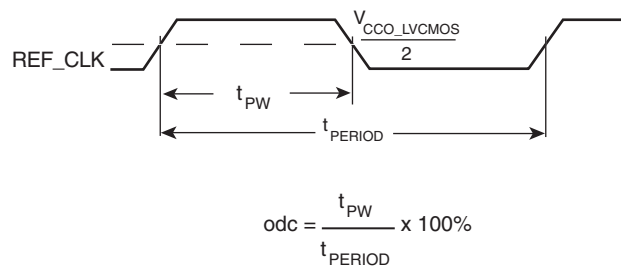 V_CCO_LVCMOS
2
REF_CLK
t_PW
t_PERIOD
odc = t_PW / t_PERIOD x 100%